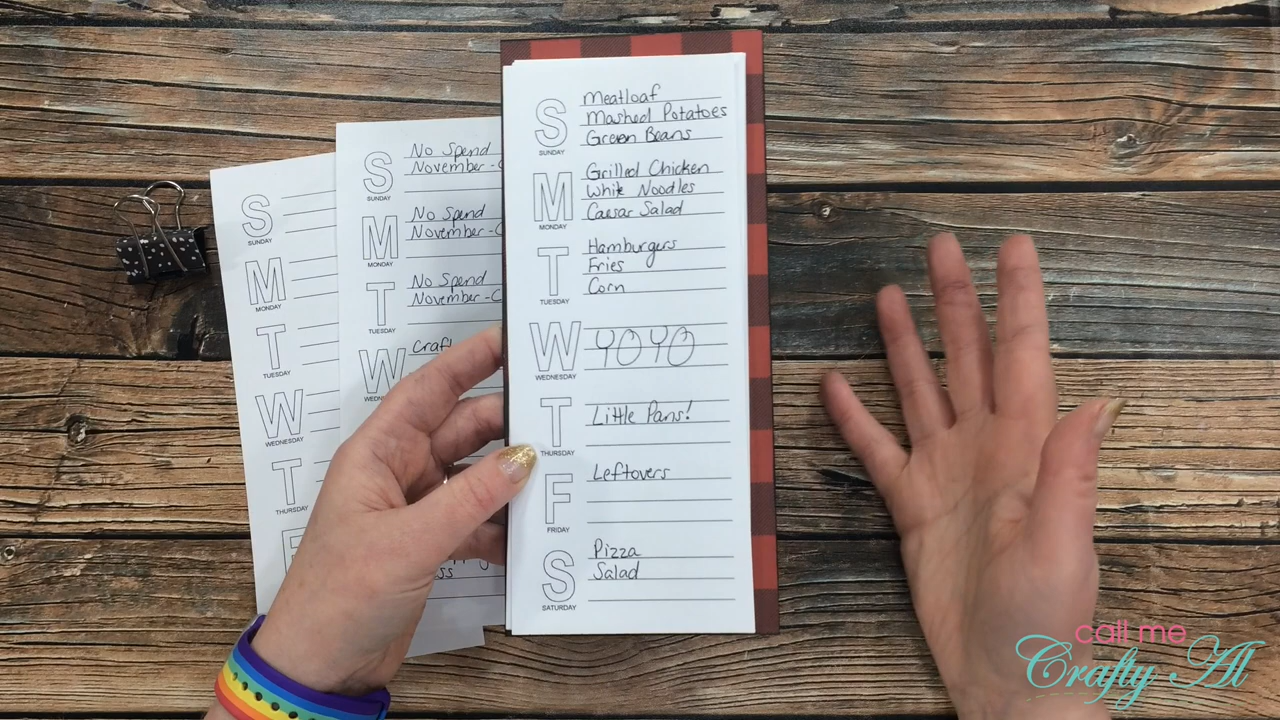 S
SUNDAY
M
MONDAY
T
TUESDAY
W
WEDNESDAY
T
THURSDAY
F
S
SUNDAY
No Spend
November -
M
MONDAY
No Spend
November -
T
TUESDAY
No Spend
November -
W
S
SUNDAY
Meatloaf
Mashed Potatoes
Green Beans
M
MONDAY
Grilled Chicken
White Noodles
Caesar Salad
T
TUESDAY
Hamburgers
Fries
Corn
W
WEDNESDAY
YOYO
T
THURSDAY
Little Pans!
F
FRIDAY
Leftovers
S
SATURDAY
Pizza
Salad
call me
Crafty Al